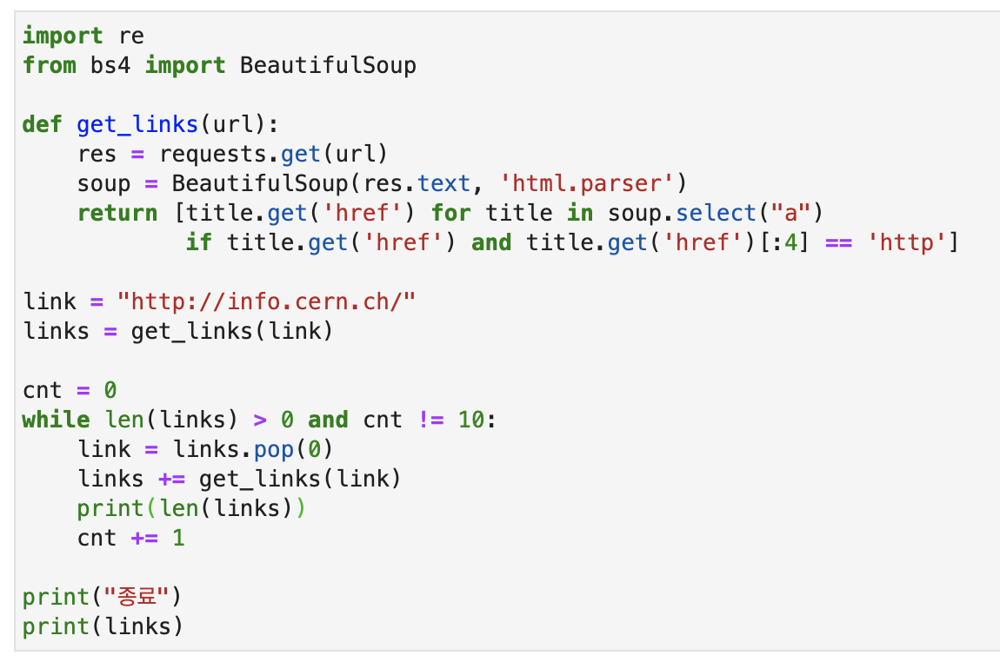 import re
from bs4 import BeautifulSoup

def get_links(url):
    res = requests.get(url)
    soup = BeautifulSoup(res.text, 'html.parser')
    return [title.get('href') for title in soup.select("a")
            if title.get('href') and title.get('href')[:4] == 'http']

link = "http://info.cern.ch/"
links = get_links(link)

cnt = 0
while len(links) > 0 and cnt != 10:
    link = links.pop(0)
    links += get_links(link)
    print(len(links))
    cnt += 1

print("종료")
print(links)